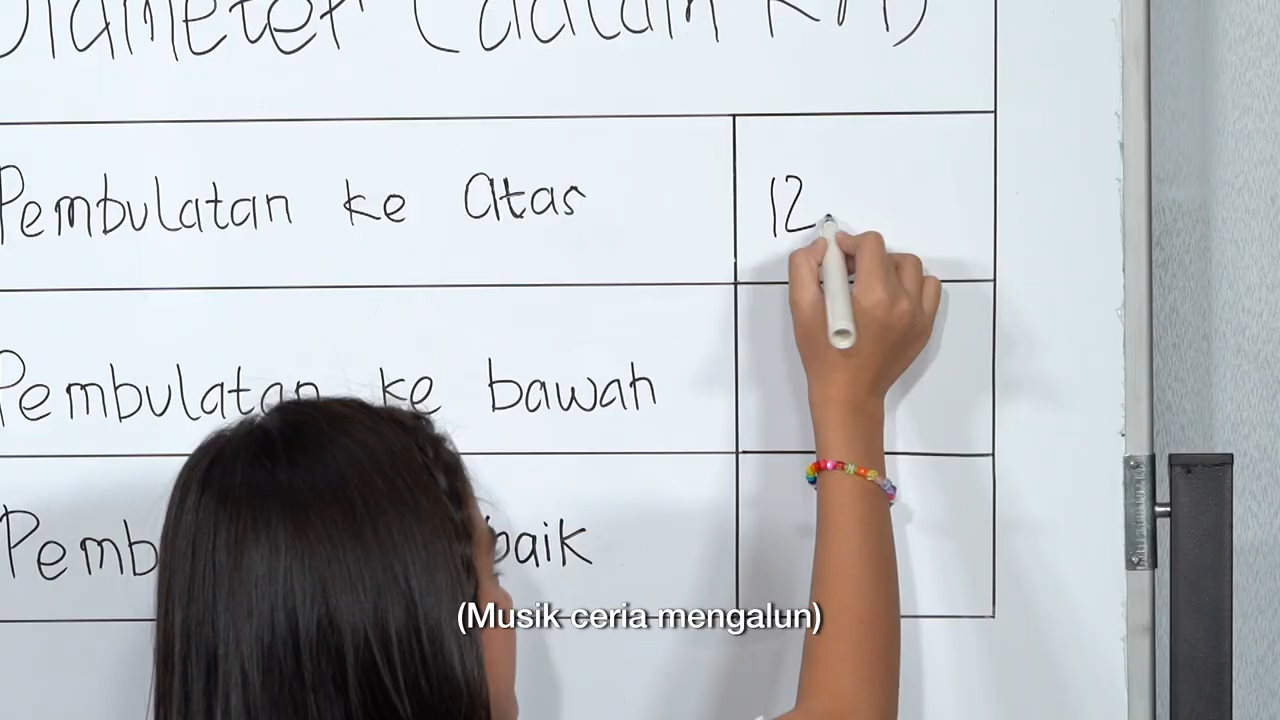 Diameter (dalam KM)
Pembulatan ke Atas
12
Pembulatan ke bawah
Pemb baik
(Musik ceria mengalun)